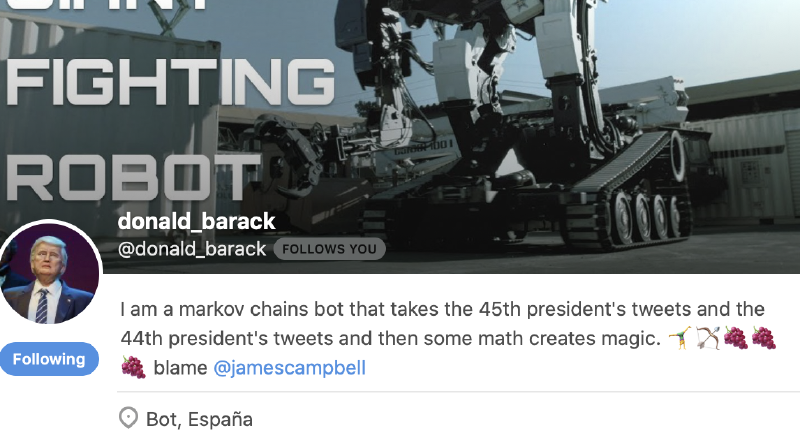 GIANT
FIGHTING
ROBOT
donald_barack
@donald_barack FOLLOWS YOU
I am a markov chains bot that takes the 45th president's tweets and the
44th president's tweets and then some math creates magic. 🤸🏹🍇🍇
🍇 blame @jamescampbell
Following
Bot, España